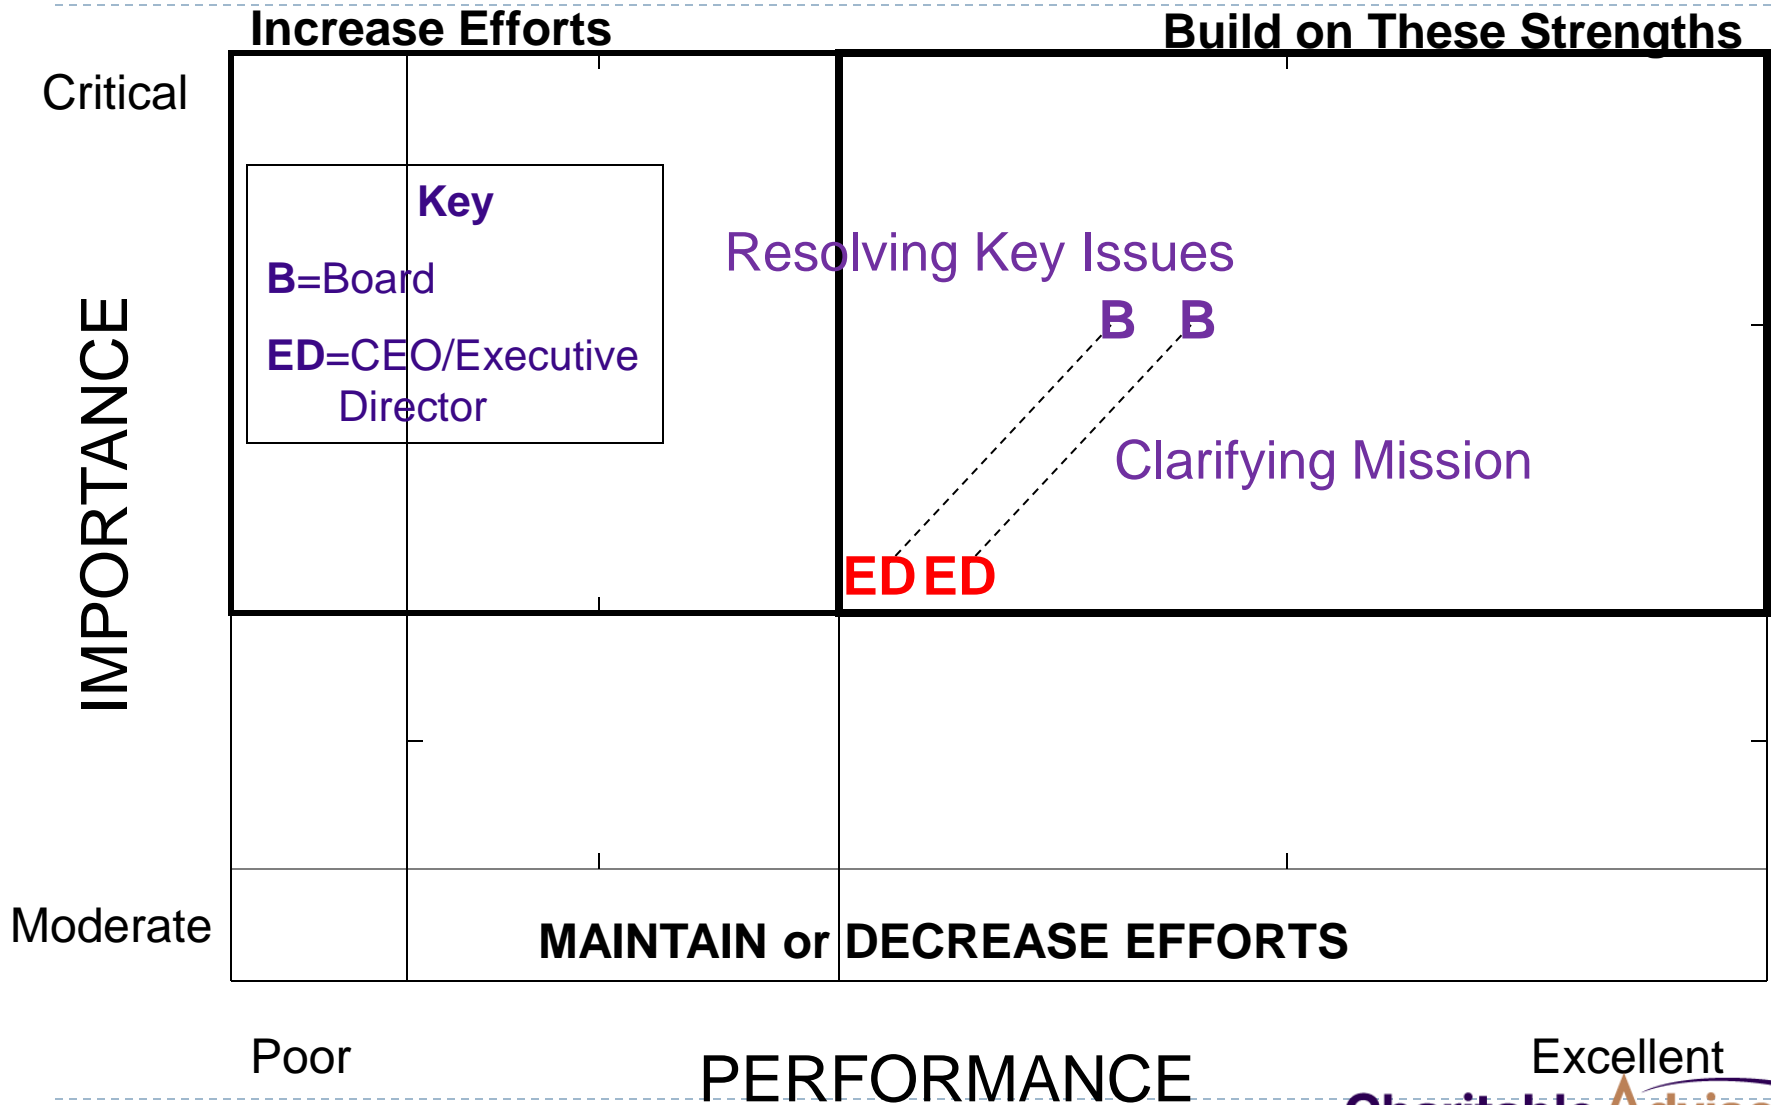 Increase Efforts
Build on These Strengths
Critical
Key
B=Board
ED=CEO/Executive
Director
Resolving Key Issues
B B
Clarifying Mission
ED ED
IMPORTANCE
Moderate
MAINTAIN or DECREASE EFFORTS
Poor
PERFORMANCE
Excellent
Charitable